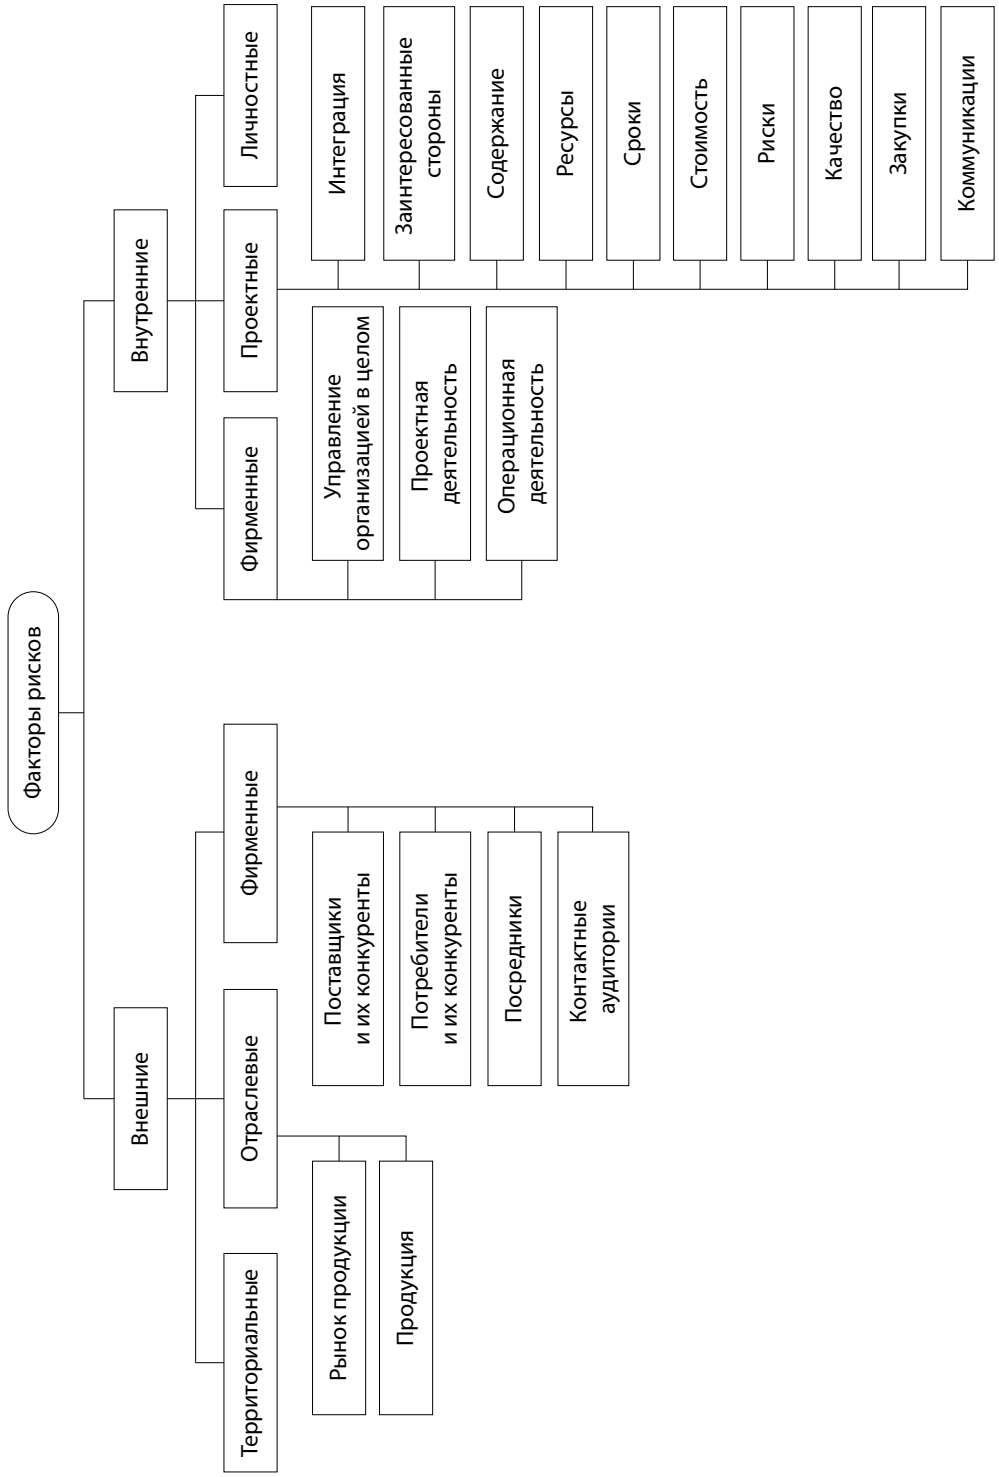 Факторы рисков
Внешние
Внутренние
Территориальные
Отраслевые
Фирменные
Фирменные
Проектные
Личностные
Рынок продукции
Продукция
Поставщики
и их конкуренты
Потребители
и их конкуренты
Посредники
Контактные
аудитории
Управление
организацией в целом
Проектная
деятельность
Операционная
деятельность
Интеграция
Заинтересованные
стороны
Содержание
Ресурсы
Сроки
Стоимость
Риски
Качество
Закупки
Коммуникации